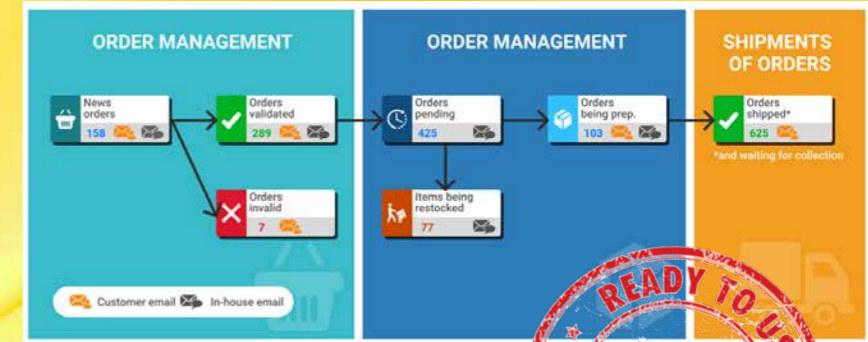 ORDER MANAGEMENT
News
orders
158
Orders
validated
289
Orders
invalid
7
Customer email
In-house email
ORDER MANAGEMENT
Orders
pending
425
Orders
being prep.
103
Items being
restocked
77
SHIPMENTS
OF ORDERS
Orders
shipped*
625
*and waiting for collection
READY TO US